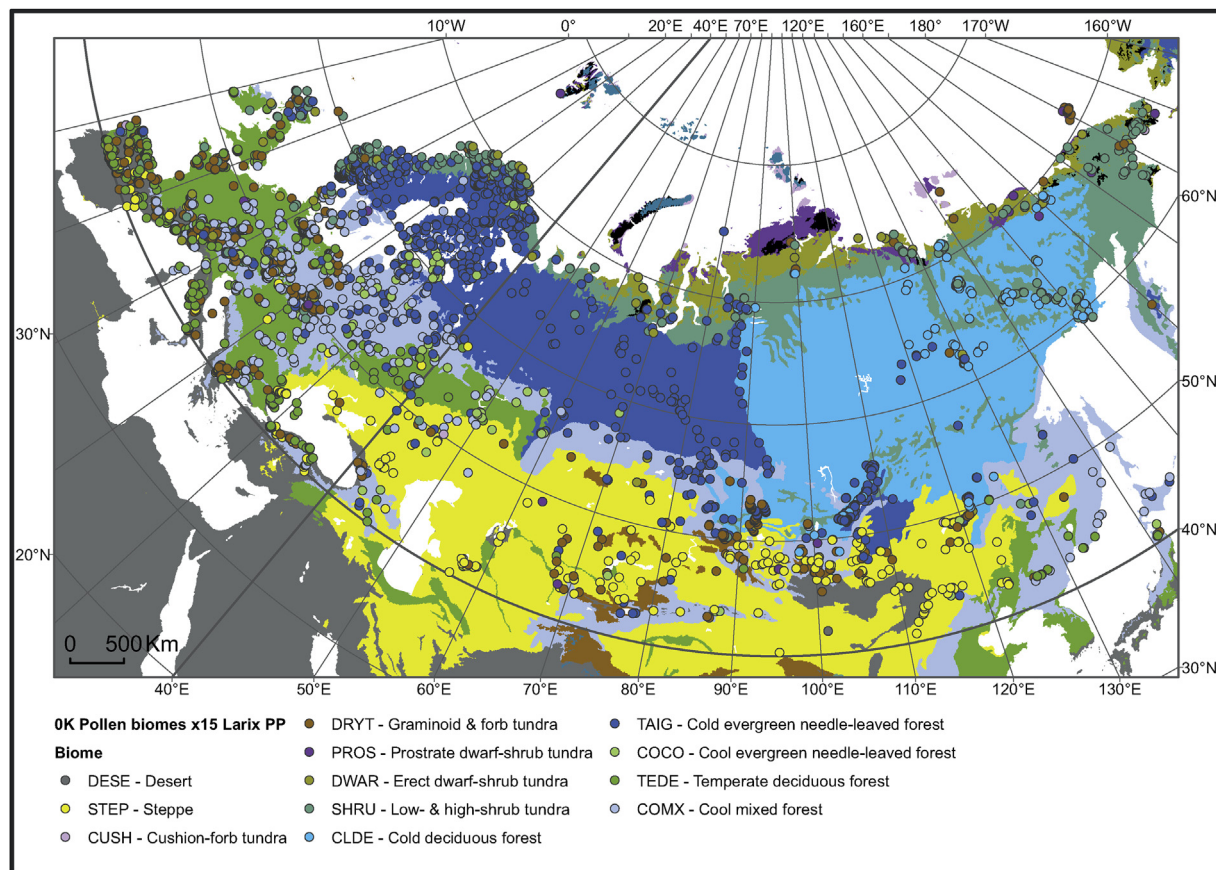 10°W 0° 20°E 40°E 70°E 120°E 160°E 180° 170°W 160°W
60°N
50°N
40°N
30°N
30°N
20°N
0 500 Km
40°E 50°E 60°E 70°E 80°E 90°E 100°E 110°E 120°E 130°E
0K Pollen biomes x15 Larix PP
Biome
DESE - Desert
STEP - Steppe
CUSH - Cushion-forb tundra
DRYT - Graminoid & forb tundra
PROS - Prostrate dwarf-shrub tundra
DWAR - Erect dwarf-shrub tundra
SHRU - Low- & high-shrub tundra
CLDE - Cold deciduous forest
TAIG - Cold evergreen needle-leaved forest
COCO - Cool evergreen needle-leaved forest
TEDE - Temperate deciduous forest
COMX - Cool mixed forest